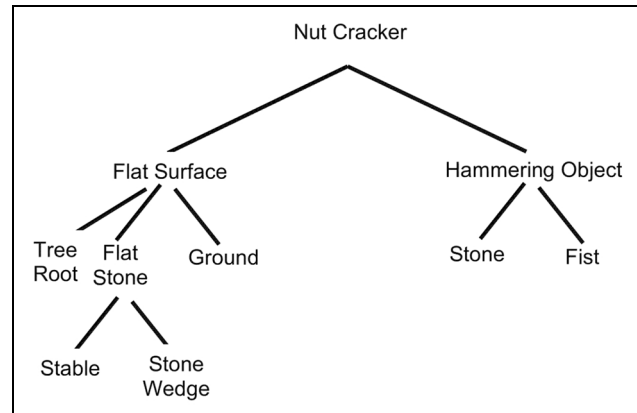 Nut Cracker
Flat Surface
Hammering Object
Tree
Root
Flat
Stone
Ground
Stone
Fist
Stable
Stone
Wedge